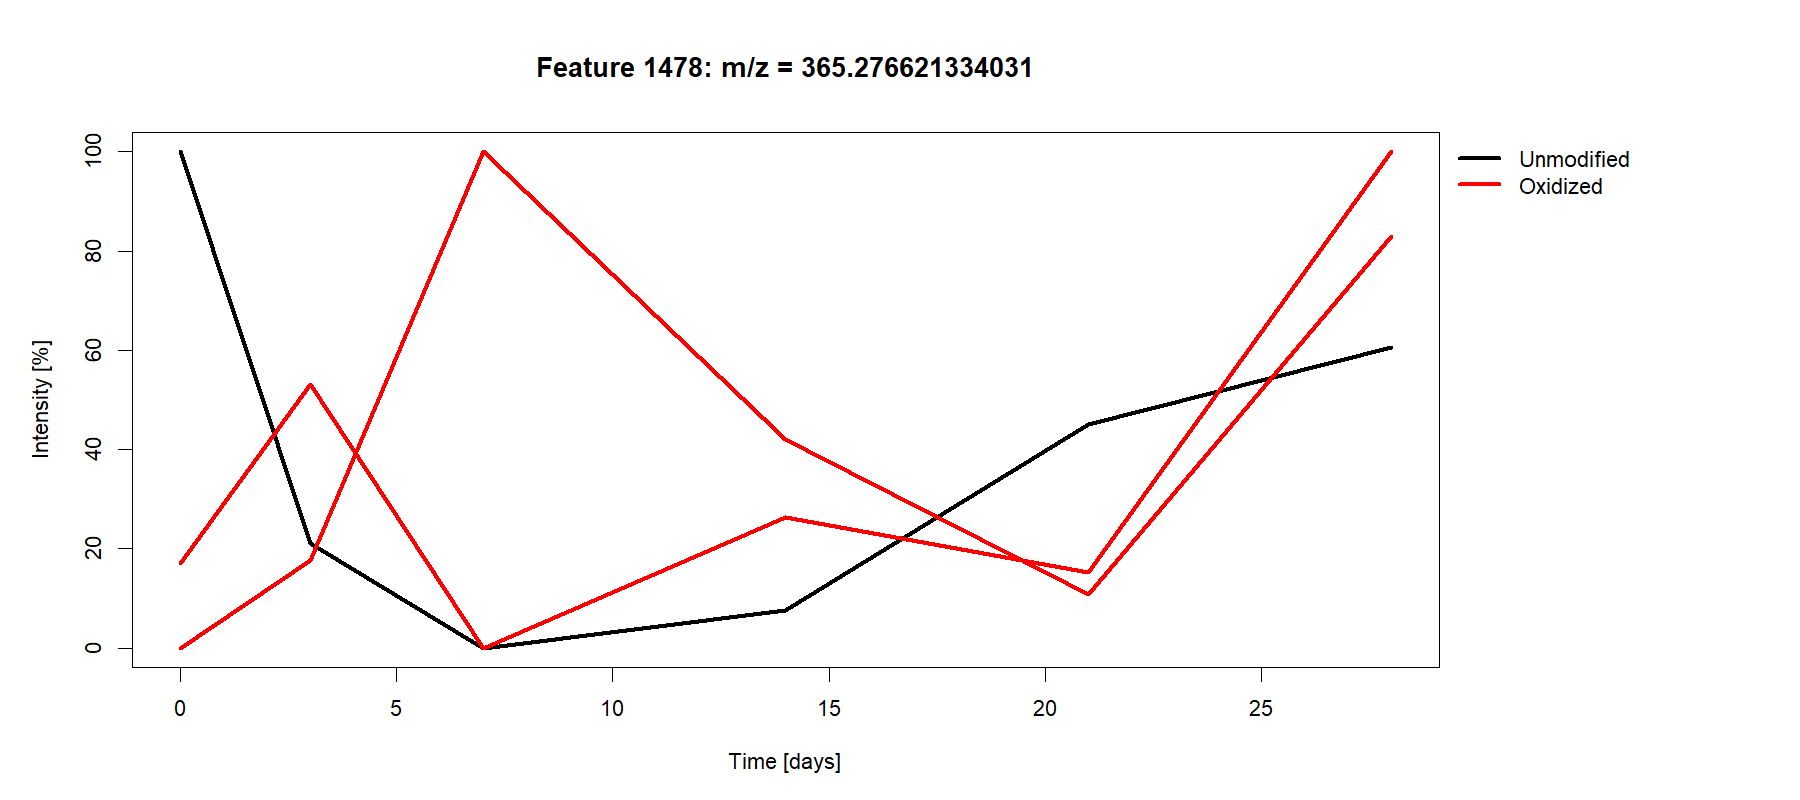 Feature 1478: m/z = 365.276621334031
Unmodified
Oxidized
100
80
60
40
20
0
Intensity [%]
0 5 10 15 20 25
Time [days]